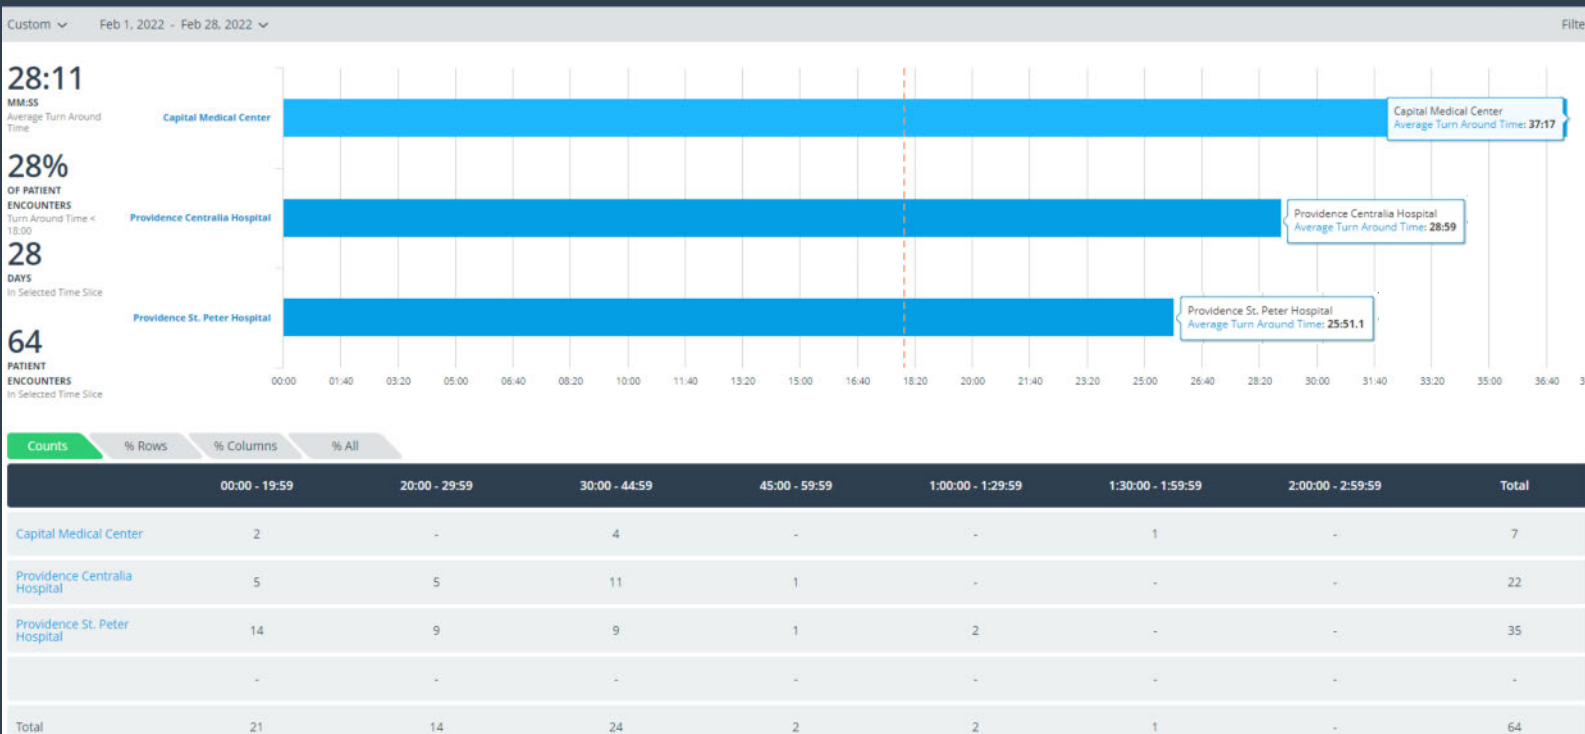 Custom Feb 1, 2022 - Feb 28, 2022
28:11
MM:SS
Average Turn Around
Time
28%
OF PATIENT
ENCOUNTERS
Turn Around Time <
18:00
28
DAYS
In Selected Time Slice
64
PATIENT
ENCOUNTERS
In Selected Time Slice
Capital Medical Center
Capital Medical Center
Average Turn Around Time: 37:17
Providence Centralia Hospital
Providence Centralia Hospital
Average Turn Around Time: 28:59
Providence St. Peter Hospital
Providence St. Peter Hospital
Average Turn Around Time: 25:51.1
00:00 01:40 03:20 05:00 06:40 08:20 10:00 11:40 13:20 15:00 16:40 18:20 20:00 21:40 23:20 25:00 26:40 28:20 30:00 31:40 33:20 35:00 36:40
Counts % Rows % Columns % All
00:00 - 19:59 20:00 - 29:59 30:00 - 44:59 45:00 - 59:59 1:00:00 - 1:29:59 1:30:00 - 1:59:59 2:00:00 - 2:59:59 Total
Capital Medical Center 2 - 4 - - 1 - 7
Providence Centralia
Hospital 5 5 11 1 - - - 22
Providence St. Peter
Hospital 14 9 9 1 2 - - 35
- - - - - - - -
Total 21 14 24 2 2 1 - 64